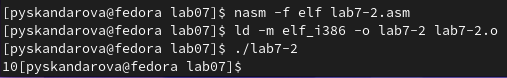 [pyskandarova@fedora lab07]$ nasm -f elf lab7-2.asm
[pyskandarova@fedora lab07]$ ld -m elf_i386 -o lab7-2 lab7-2.o
[pyskandarova@fedora lab07]$ ./lab7-2
10[pyskandarova@fedora lab07]$